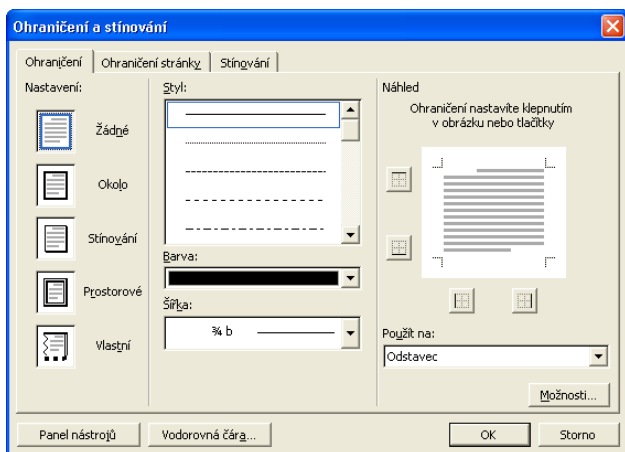 Ohraničení a stínování
Ohraničení
Ohraničení stránky
Stínování
Nastavení:
Žádné
Okolo
Stínování
Prostorové
Vlastní
Styl:
Barva:
Šířka:
¾ b
Náhled
Ohraničení nastavíte klepnutím
v obrázku nebo tlačítky
Použít na:
Odstavec
Možnosti...
Panel nástrojů
Vodorovná čára...
OK
Storno